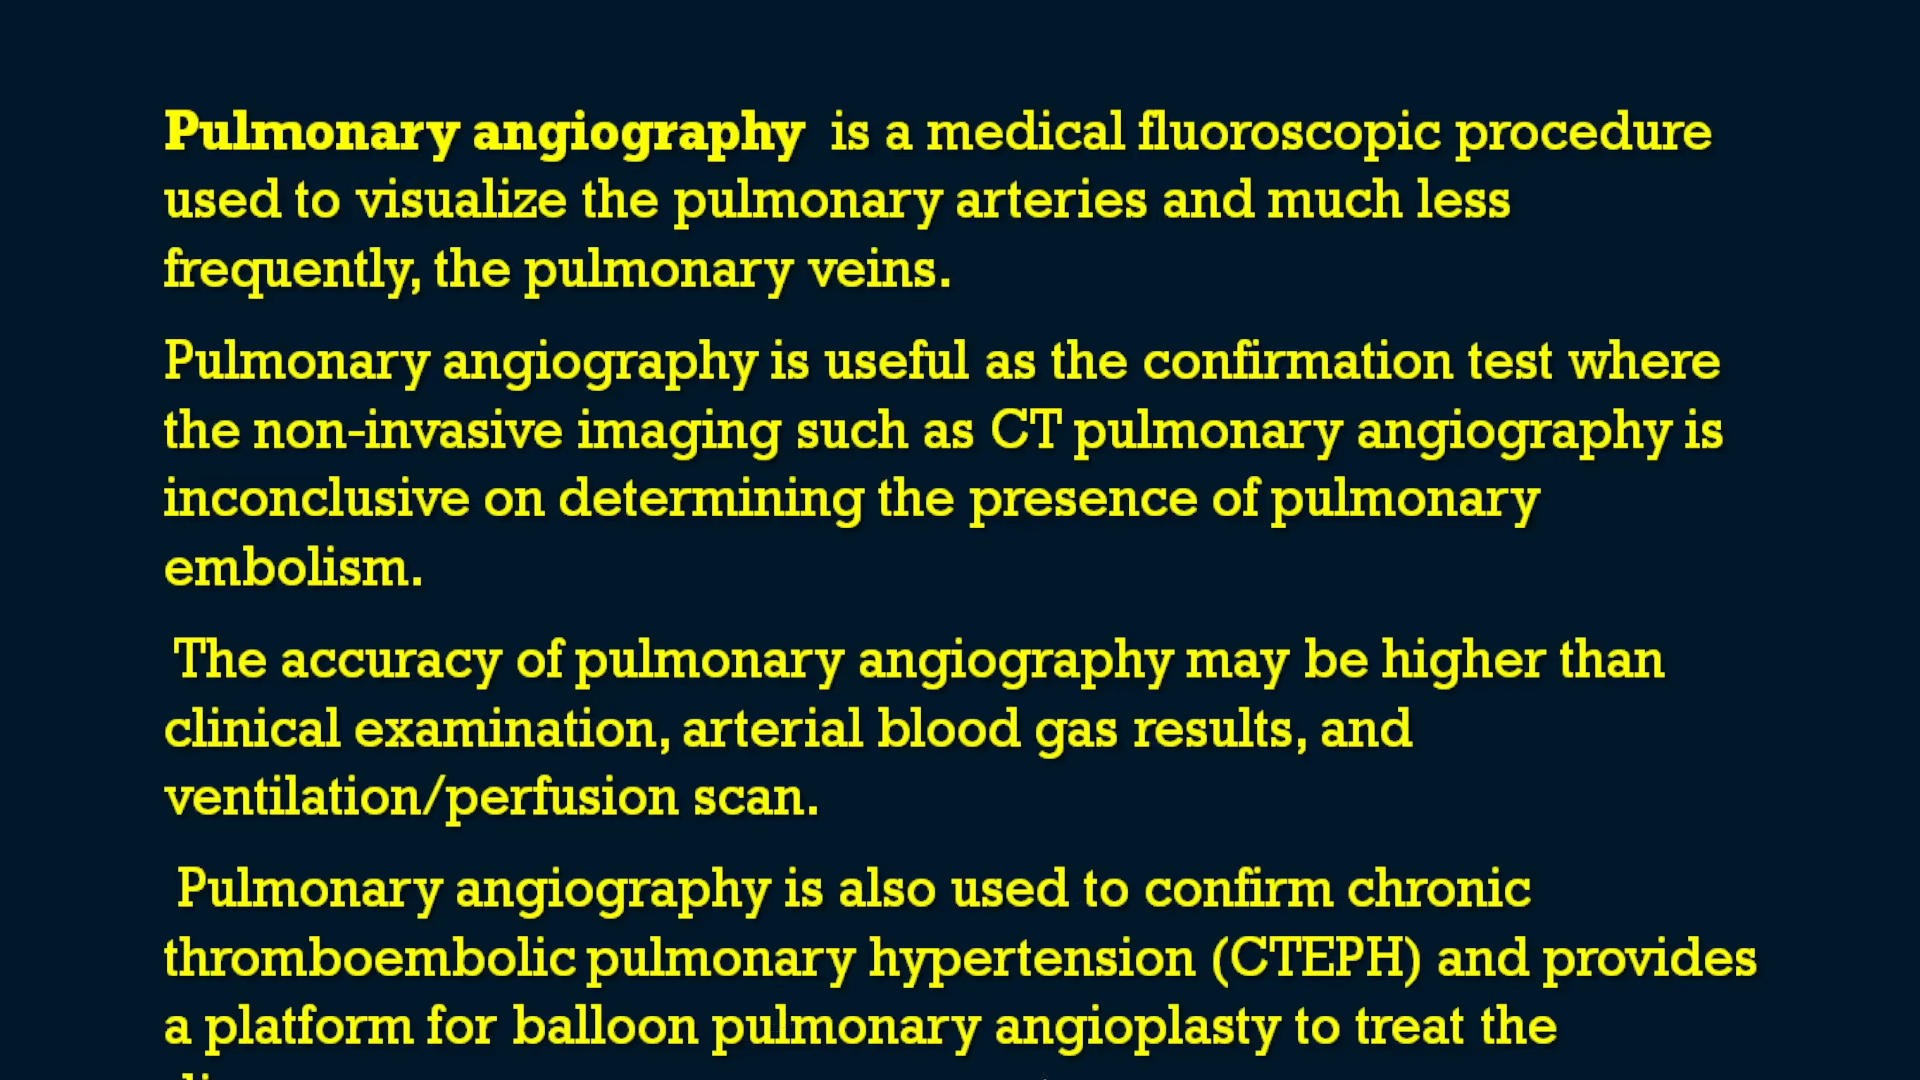 Pulmonary angiography is a medical fluoroscopic procedure
used to visualize the pulmonary arteries and much less
frequently, the pulmonary veins.
Pulmonary angiography is useful as the confirmation test where
the non-invasive imaging such as CT pulmonary angiography is
inconclusive on determining the presence of pulmonary
embolism.
The accuracy of pulmonary angiography may be higher than
clinical examination, arterial blood gas results, and
ventilation/perfusion scan.
Pulmonary angiography is also used to confirm chronic
thromboembolic pulmonary hypertension (CTEPH) and provides
a platform for balloon pulmonary angioplasty to treat the